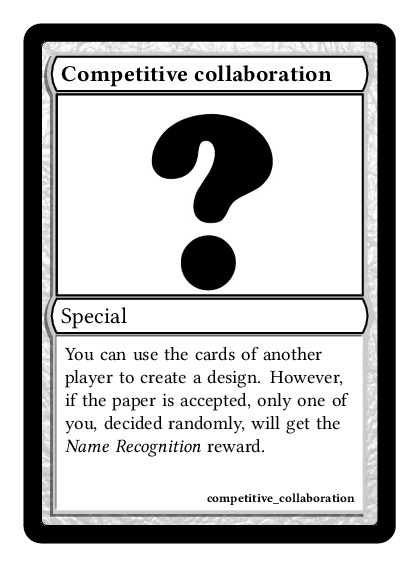 Competitive collaboration
?
Special
You can use the cards of another
player to create a design. However,
if the paper is accepted, only one of
you, decided randomly, will get the
Name Recognition reward.
competitive_collaboration